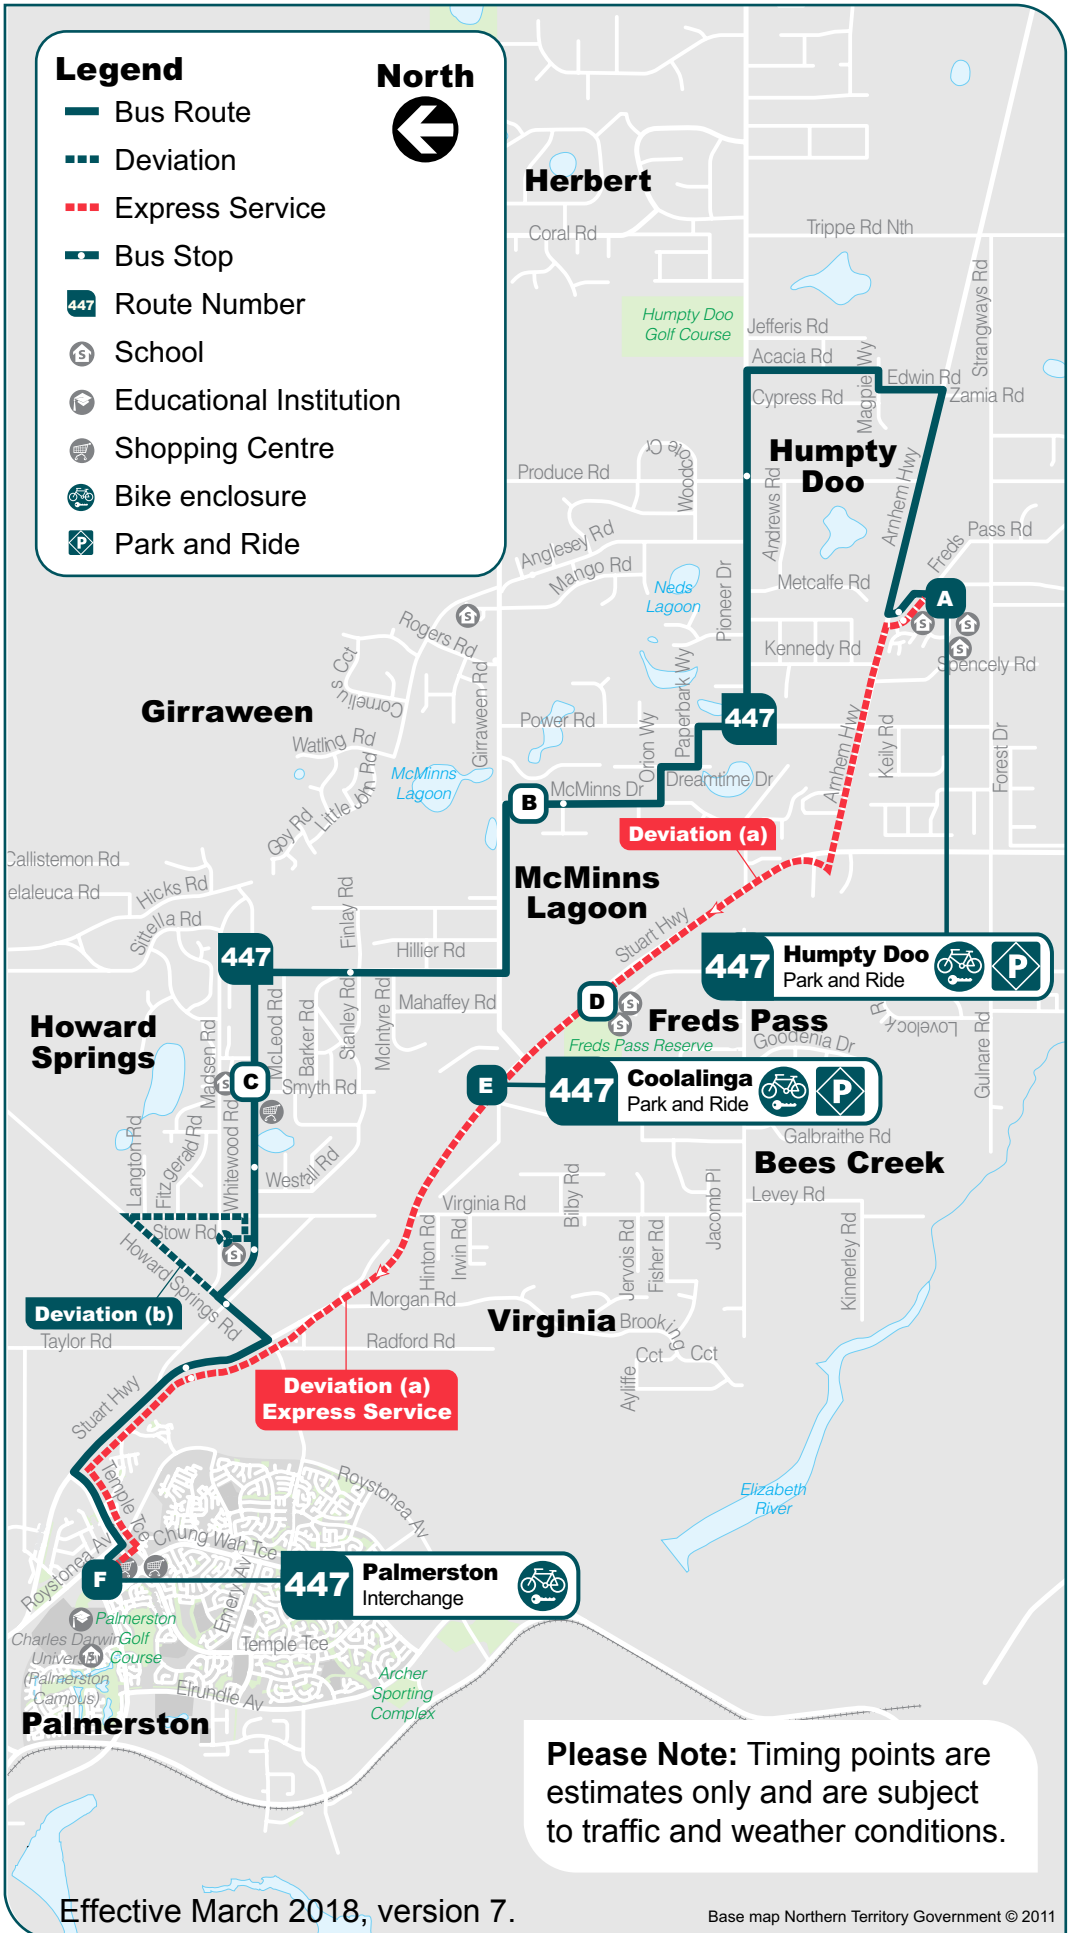 Legend
North
Bus Route
Deviation
Express Service
Bus Stop
447
Route Number
School
Educational Institution
Shopping Centre
Bike enclosure
P
Park and Ride
Herbert
Coral Rd
Trippe Rd Nth
Strangways Rd
Humpty Doo
Golf Course
Jefferis Rd
Acacia Rd
Magpie Wy
Edwin Rd
Cypress Rd
Zamia Rd
Humpty
Doo
Woodcote Cr
Produce Rd
Andrews Rd
Arnhem Hwy
Freds
Pass Rd
Anglesey Rd
Mango Rd
Neds
Lagoon
Metcalfe Rd
Pioneer Dr
A
Rogers Rd
Kennedy Rd
Spencely Rd
Cornelius Cct
Girraween
Girraween Rd
Power Rd
Orion Wy
Paperbark Wy
447
Arnhem Hwy
Keily Rd
Forest Dr
Watling Rd
Little John Rd
McMinns
Lagoon
Dreamtime Dr
B
McMinns Dr
Goy Rd
Deviation (a)
Callistemon Rd
elaleuca Rd
Hicks Rd
Sittella Rd
McMinns
Lagoon
Finlay Rd
Hillier Rd
Stuart Hwy
447
447
Humpty Doo
Park and Ride
P
Mahaffey Rd
D
Freds Pass
Freds Pass Reserve
Lovelock R
Goodenia Dr
Gulnare Rd
Howard
Springs
Madsen Rd
McLeod Rd
Barker Rd
Stanley Rd
McIntyre Rd
C
Smyth Rd
E
447
Coolalinga
Park and Ride
P
Galbraithe Rd
Bees Creek
Langton Rd
Fitzgerald Rd
Whitewood Rd
Westall Rd
Virginia Rd
Bilby Rd
Jacomb Pl
Levey Rd
Stow Rd
Howard Springs Rd
Hinton Rd
Irwin Rd
Jervois Rd
Fisher Rd
Kinnerley Rd
Deviation (b)
Morgan Rd
Virginia
Brooking
Cct
Taylor Rd
Radford Rd
Ayliffe
Cct
Deviation (a)
Express Service
Stuart Hwy
Temple Tce
Roystonea Av
Elizabeth
River
Chung Wah Tce
Roystonea Av
F
447
Palmerston
Interchange
Emery Av
Palmerston
Golf
Course
Charles Darwin
University
(Palmerston
Campus)
Temple Tce
Elrundie Av
Archer
Sporting
Complex
Palmerston
Please Note: Timing points are
estimates only and are subject
to traffic and weather conditions.
Effective March 2018, version 7.
Base map Northern Territory Government © 2011